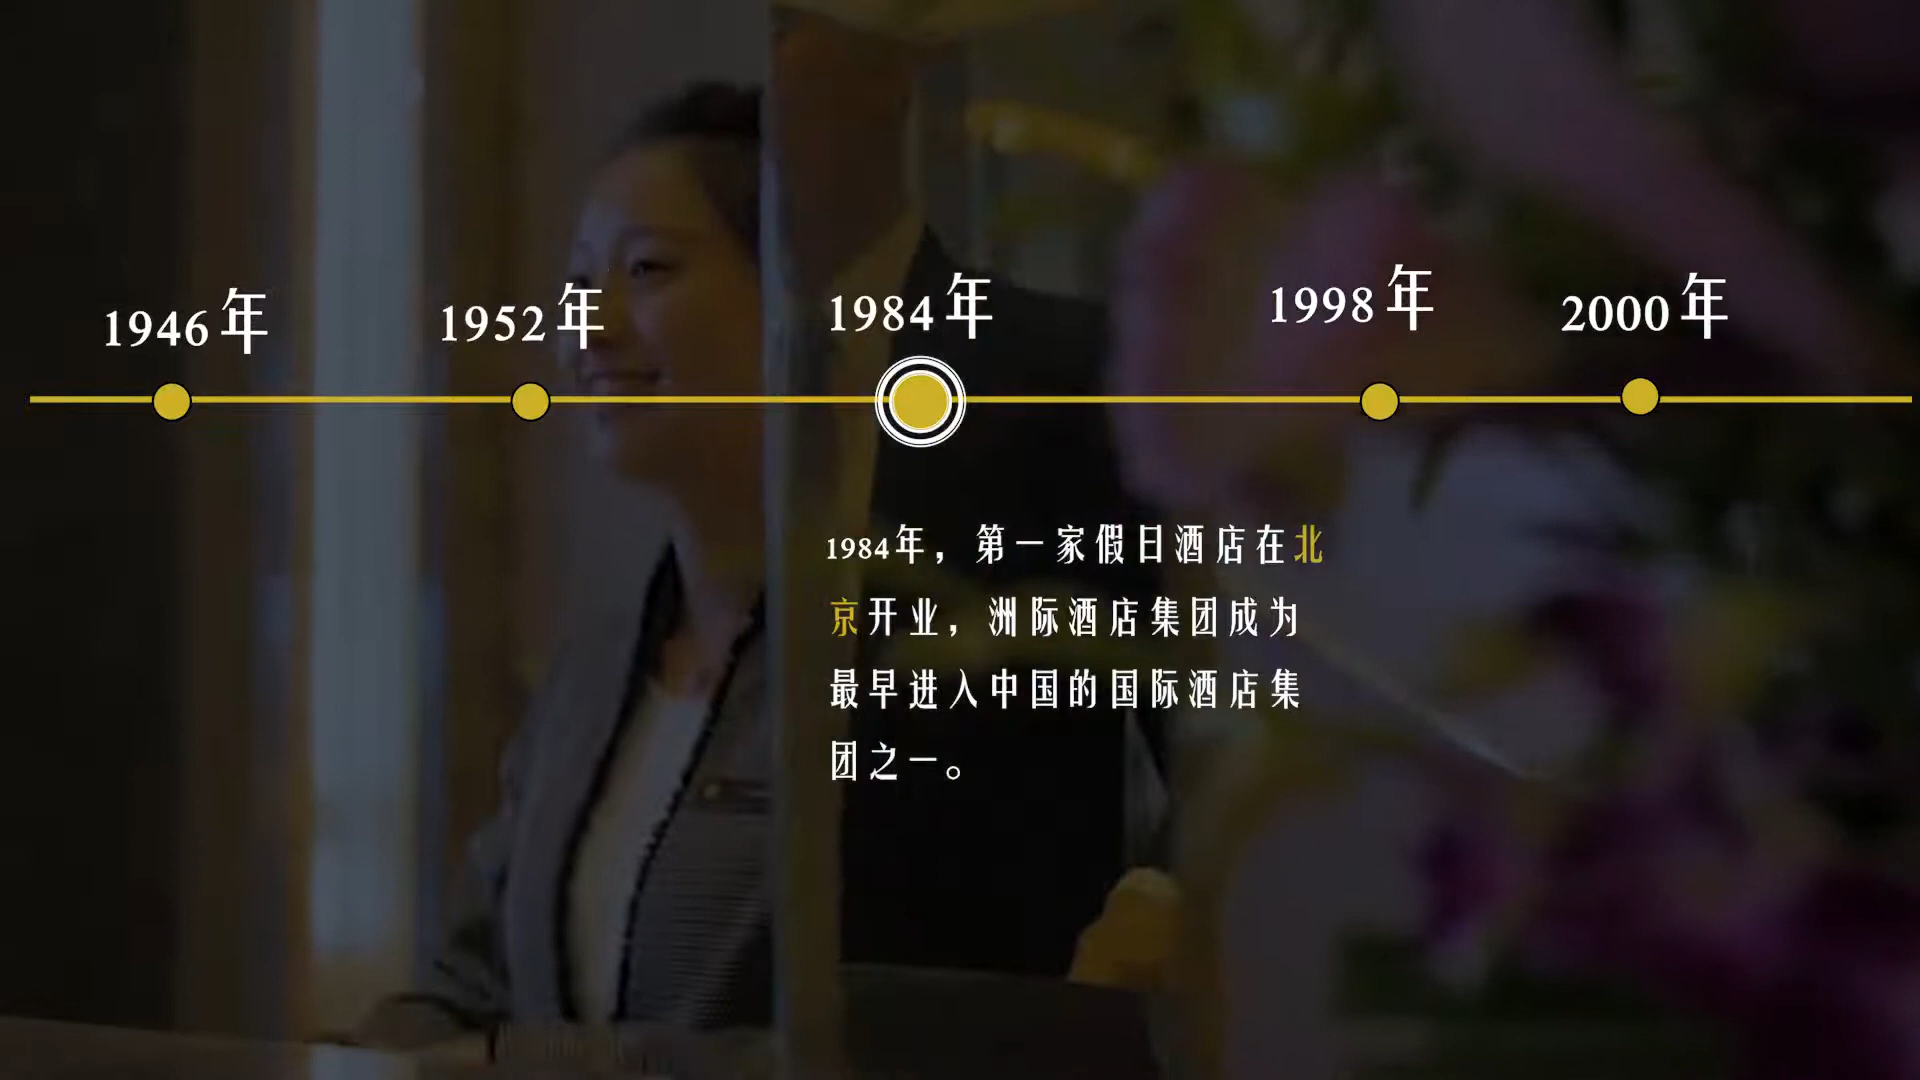 1946年
1952年
1984年
1998年
2000年
1984年，第一家假日酒店在北
京开业，洲际酒店集团成为
最早进入中国的国际酒店集
团之一。